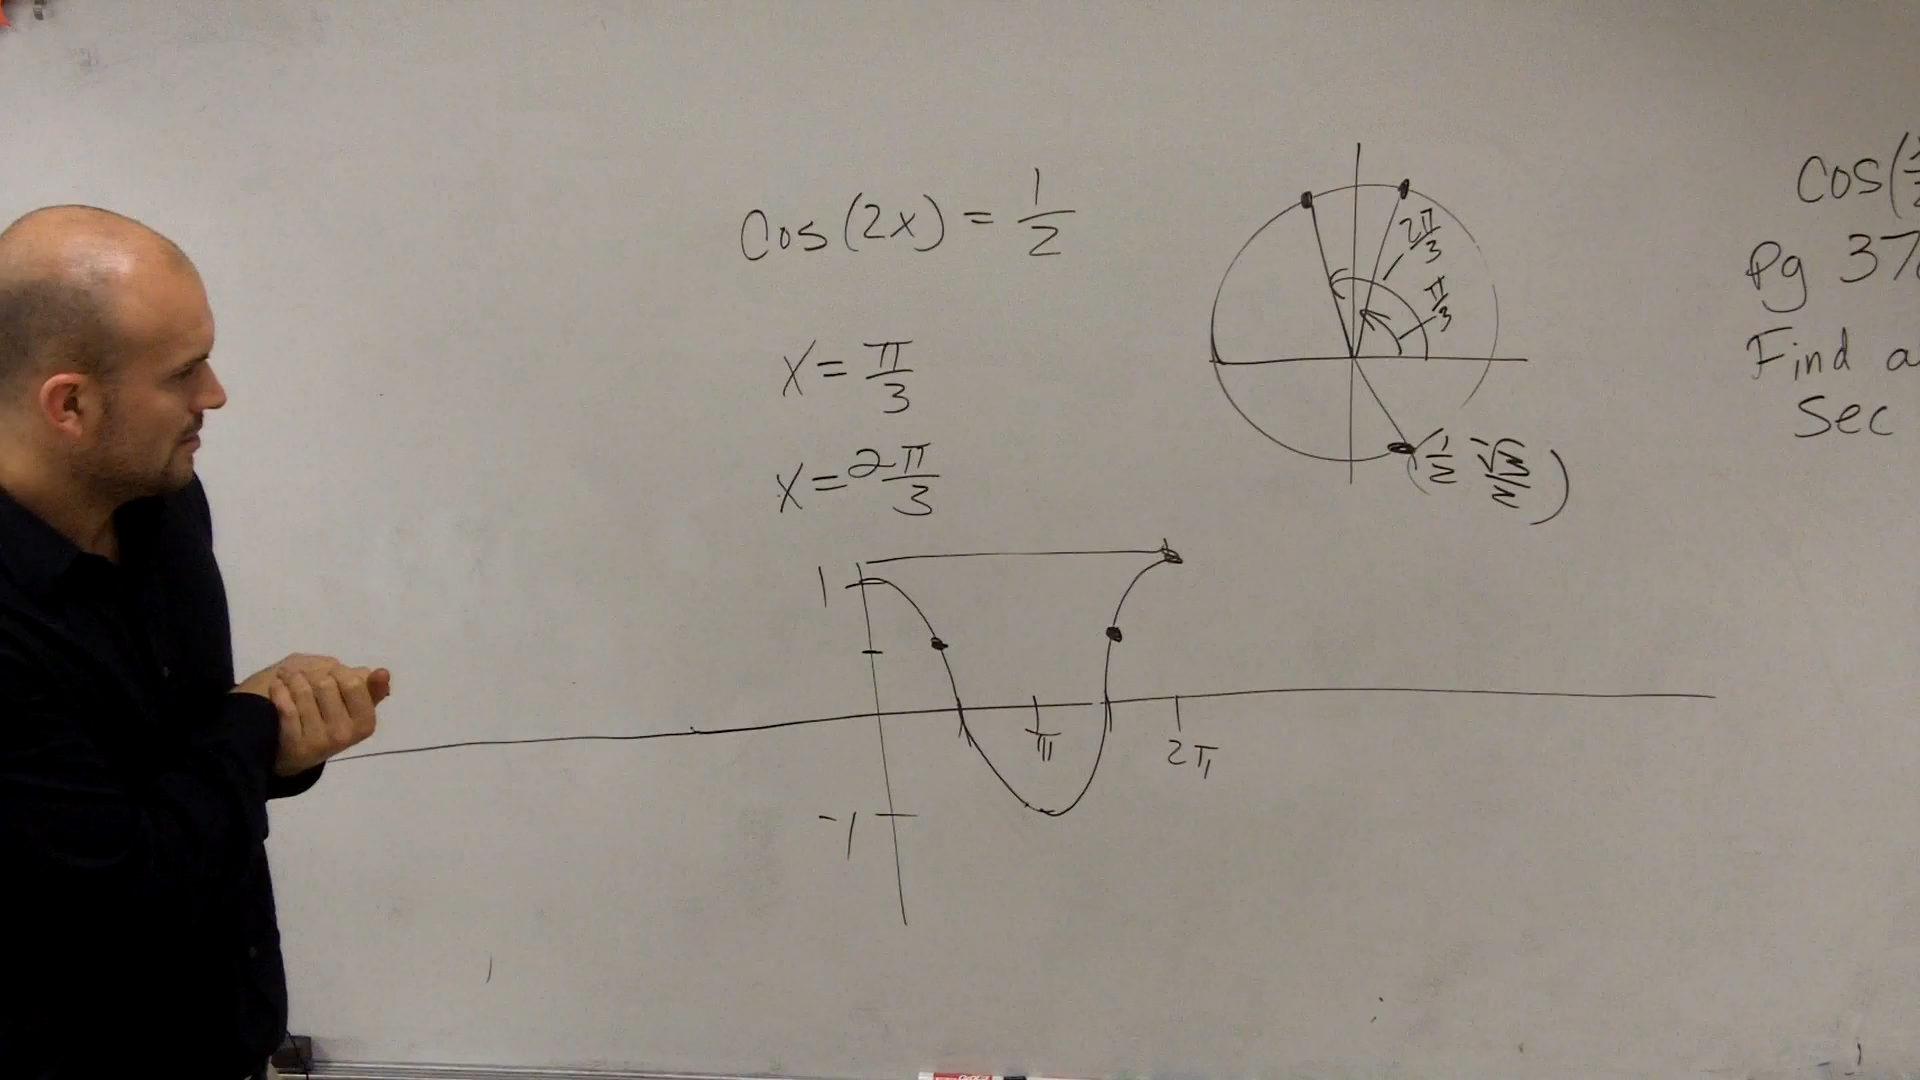 cos(2x) = 1/2
x = π/3
x = 2π/3
2π/3
π/3
(1/2 -√3/2)
1
π
2π
-1
cos(
Pg 37
Find a
Sec